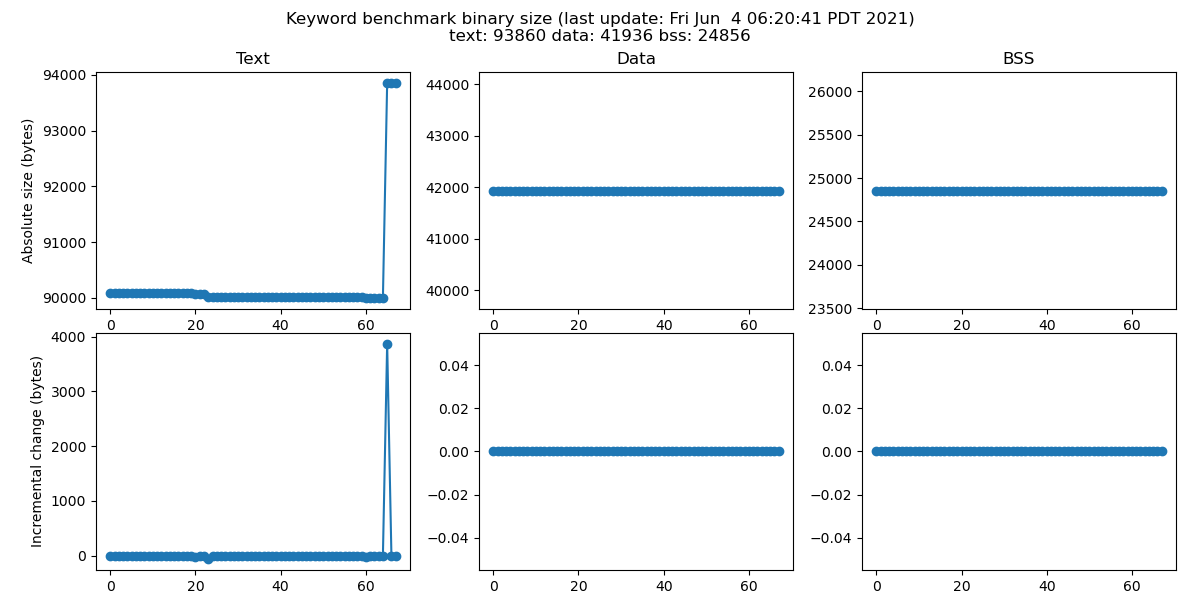 Keyword benchmark binary size (last update: Fri Jun  4 06:20:41 PDT 2021)
text: 93860 data: 41936 bss: 24856
Text
Data
BSS
Absolute size (bytes)
94000
93000
92000
91000
90000
0 20 40 60
44000
43000
42000
41000
40000
0 20 40 60
26000
25500
25000
24500
24000
23500
0 20 40 60
Incremental change (bytes)
4000
3000
2000
1000
0
0 20 40 60
0.04
0.02
0.00
−0.02
−0.04
0 20 40 60
0.04
0.02
0.00
−0.02
−0.04
0 20 40 60